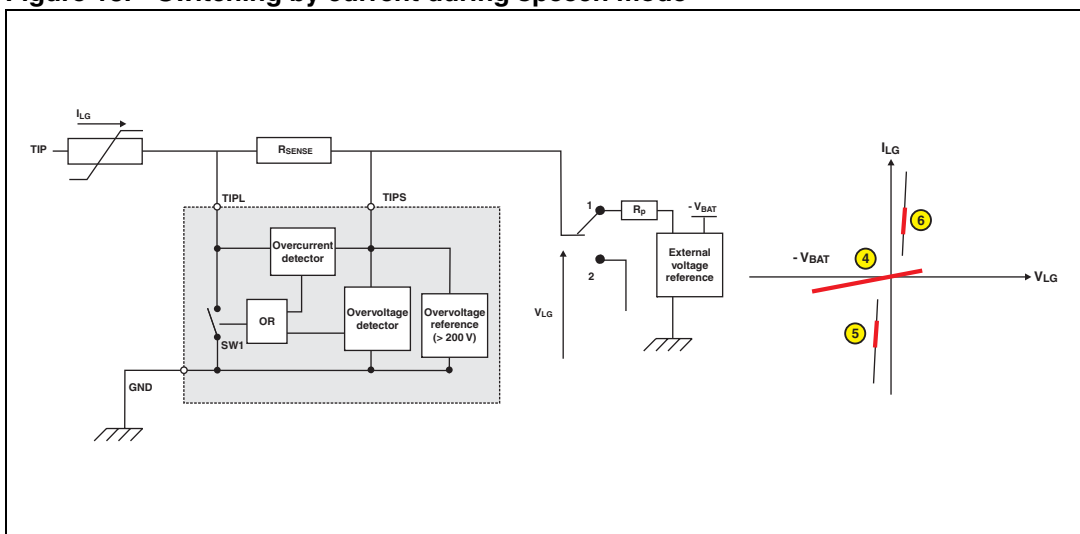 Figure Switching by current during speech mode
ILG
TIP
RSENSE
TIPL
TIPS
Overcurrent
detector
OR
SW1
Overvoltage
detector
Overvoltage
reference
(> 200 V)
GND
VLG
1
2
Rp
- VBAT
External
voltage
reference
ILG
6
- VBAT
4
VLG
5